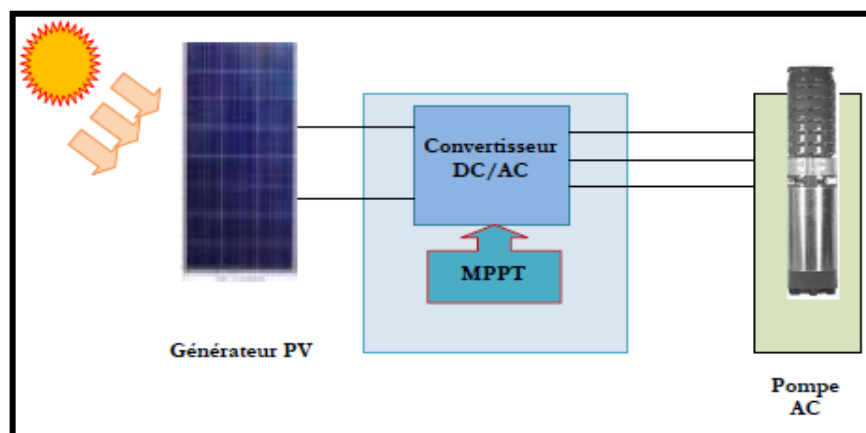 Convertisseur
DC/AC
MPPT
Générateur PV
Pompe
AC